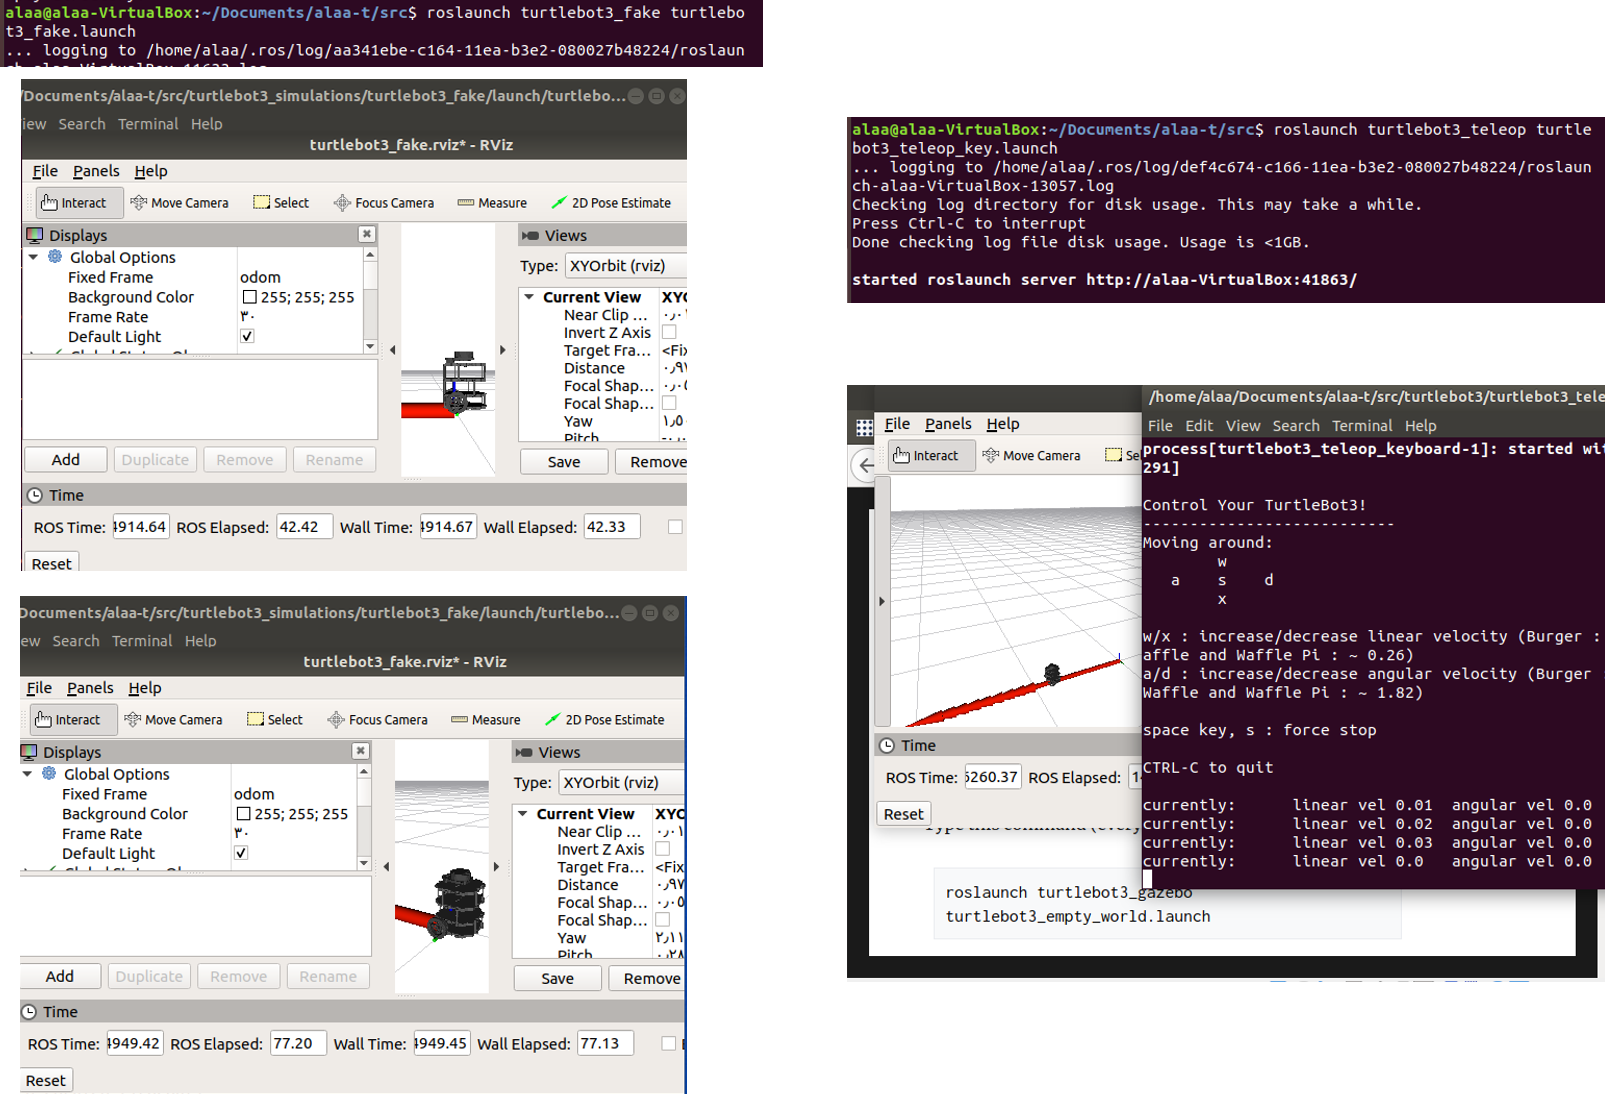 alaa@alaa-VirtualBox:~/Documents/alaa-t/src$ roslaunch turtlebot3_fake turtlebo
t3_fake.launch
... logging to /home/alaa/.ros/log/aa341ebe-c164-11ea-b3e2-080027b48224/roslaun
/Documents/alaa-t/src/turtlebot3_simulations/turtlebot3_fake/launch/turtlebo...
iew Search Terminal Help
turtlebot3_fake.rviz* - RViz
File Panels Help
Interact Move Camera Select Focus Camera Measure 2D Pose Estimate
Displays
Global Options
Fixed Frame odom
Background Color 255; 255; 255
Frame Rate ٣٠
Default Light
Views
Type: XYOrbit (rviz)
Current View XYO
Near Clip ... ٠٫٠١
Invert Z Axis
Target Fra... <Fix
Distance ٠٫٩٧
Focal Shap... ٠٫٠٥
Focal Shap...
Yaw ١٫٥
Pitch
Add Duplicate Remove Rename
Save Remove
Time
ROS Time: 4914.64 ROS Elapsed: 42.42 Wall Time: 4914.67 Wall Elapsed: 42.33
Reset
Documents/alaa-t/src/turtlebot3_simulations/turtlebot3_fake/launch/turtlebo...
ew Search Terminal Help
turtlebot3_fake.rviz* - RViz
File Panels Help
Interact Move Camera Select Focus Camera Measure 2D Pose Estimate
Displays
Global Options
Fixed Frame odom
Background Color 255; 255; 255
Frame Rate ٣٠
Default Light
Views
Type: XYOrbit (rviz)
Current View XYO
Near Clip ... ٠٫٠١
Invert Z Axis
Target Fra... <Fix
Distance ٠٫٩٧
Focal Shap... ٠٫٠٥
Focal Shap...
Yaw ٢٫١١
Pitch ٠٫٢٨
Add Duplicate Remove Rename
Save Remove
Time
ROS Time: 4949.42 ROS Elapsed: 77.20 Wall Time: 4949.45 Wall Elapsed: 77.13
Reset
alaa@alaa-VirtualBox:~/Documents/alaa-t/src$ roslaunch turtlebot3_teleop turtle
bot3_teleop_key.launch
... logging to /home/alaa/.ros/log/def4c674-c166-11ea-b3e2-080027b48224/roslaun
ch-alaa-VirtualBox-13057.log
Checking log directory for disk usage. This may take a while.
Press Ctrl-C to interrupt
Done checking log file disk usage. Usage is <1GB.
started roslaunch server http://alaa-VirtualBox:41863/
File Panels Help
Interact Move Camera Se
Time
ROS Time: 5260.37 ROS Elapsed: 1
Reset
Type this command (every
roslaunch turtlebot3_gazebo
turtlebot3_empty_world.launch
/home/alaa/Documents/alaa-t/src/turtlebot3/turtlebot3_tele
File Edit View Search Terminal Help
process[turtlebot3_teleop_keyboard-1]: started wit
291]
Control Your TurtleBot3!
---------------------------
Moving around:
w
a s d
x
w/x : increase/decrease linear velocity (Burger :
affle and Waffle Pi : ~ 0.26)
a/d : increase/decrease angular velocity (Burger
Waffle and Waffle Pi : ~ 1.82)
space key, s : force stop
CTRL-C to quit
currently: linear vel 0.01 angular vel 0.0
currently: linear vel 0.02 angular vel 0.0
currently: linear vel 0.03 angular vel 0.0
currently: linear vel 0.0 angular vel 0.0